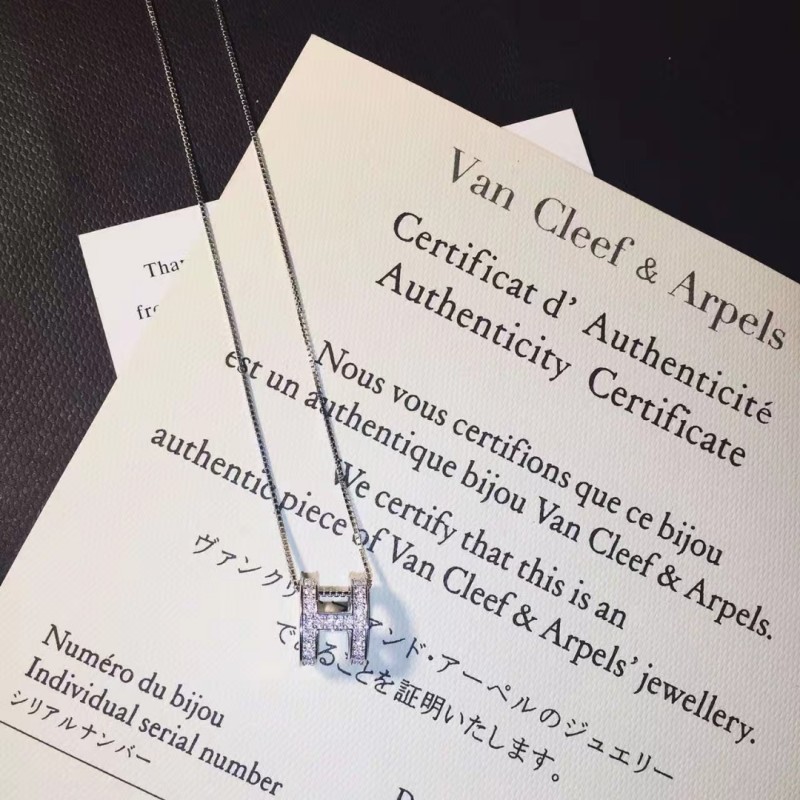 Van Cleef & Arpels
Certificat d' Authenticité
Authenticity Certificate
Nous vous certifions que ce bijou
est un authentique bijou Van Cleef & Arpels.
We certify that this is an
authentic piece of Van Cleef & Arpels' jewellery.
ヴァンクリ アンド・アーペルのジュエリー
であることを証明いたします。
Numéro du bijou
Individual serial number
シリアルナンバー
H